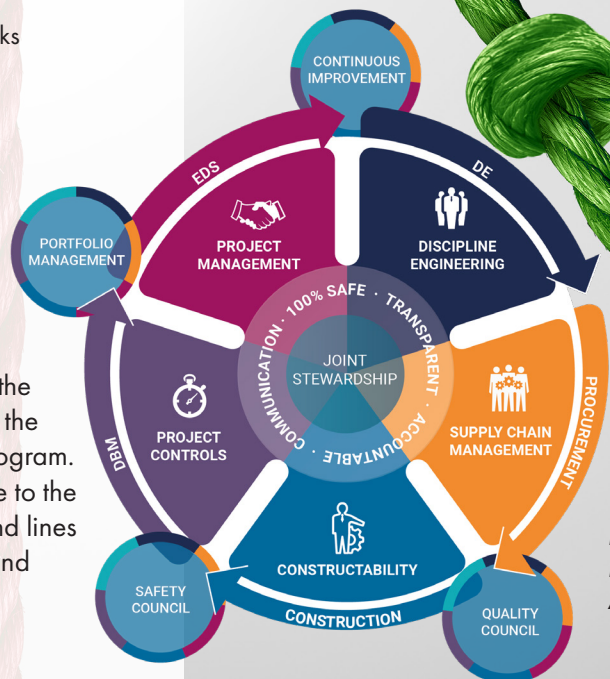 ks
CONTINUOUS
IMPROVEMENT
EDS
DE
PROJECT
MANAGEMENT
DISCIPLINE
ENGINEERING
PORTFOLIO
MANAGEMENT
COMMUNICATION · 100% SAFE · TRANSPARENT · ACCOUNTABLE ·
JOINT
STEWARDSHIP
the
the
ogram.
e to the
nd lines
and
PROJECT
CONTROLS
DBM
SUPPLY CHAIN
MANAGEMENT
PROCUREMENT
CONSTRUCTABILITY
CONSTRUCTION
SAFETY
COUNCIL
QUALITY
COUNCIL